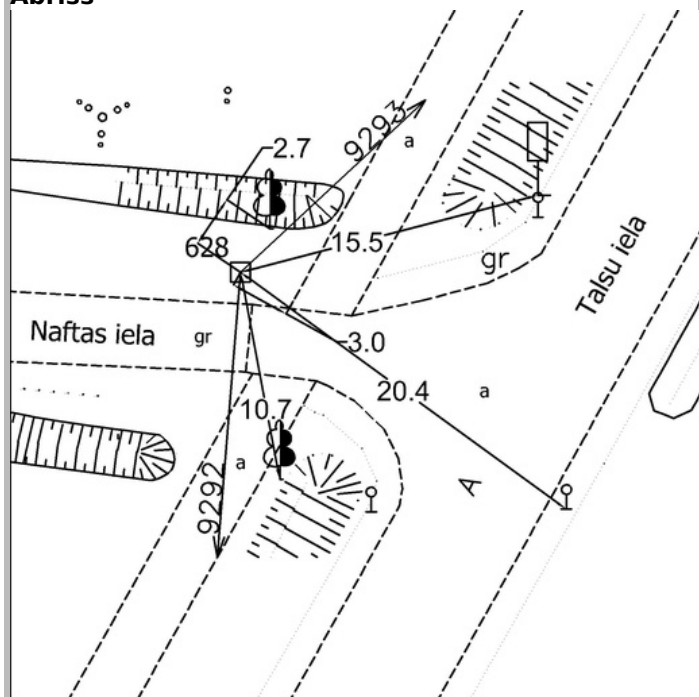 Abriss
2.7
9293
a
628
15.5
gr
Talsu iela
Naftas iela
gr
3.0
20.4
a
10.7
a
9292
A